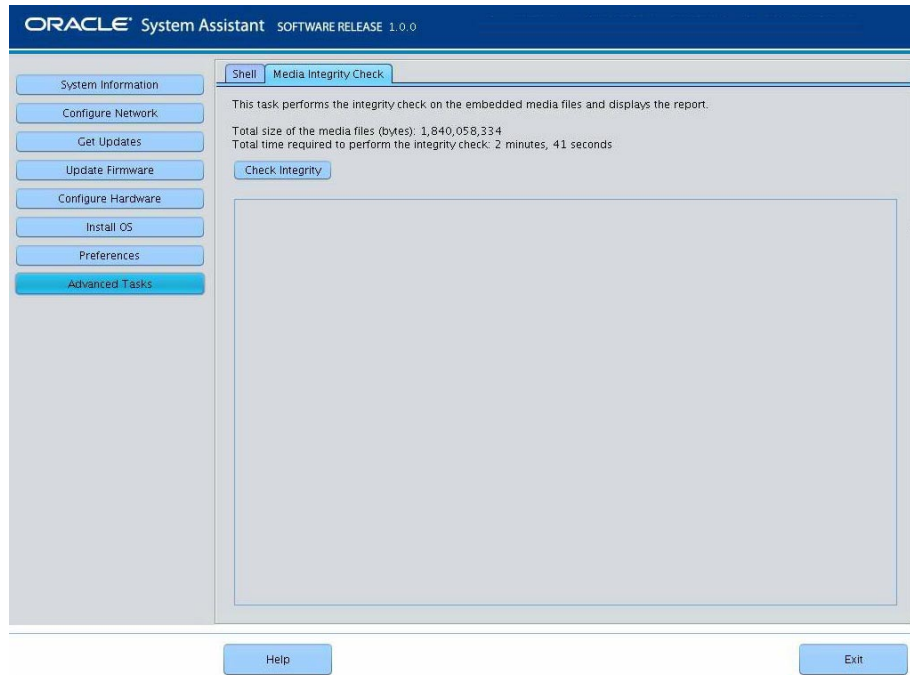 ORACLE System Assistant SOFTWARE RELEASE 1.0.0
System Information
Configure Network
Get Updates
Update Firmware
Configure Hardware
Install OS
Preferences
Advanced Tasks
Shell
Media Integrity Check
This task performs the integrity check on the embedded media files and displays the report.
Total size of the media files (bytes): 1,840,058,334
Total time required to perform the integrity check: 2 minutes, 41 seconds
Check Integrity
Help
Exit